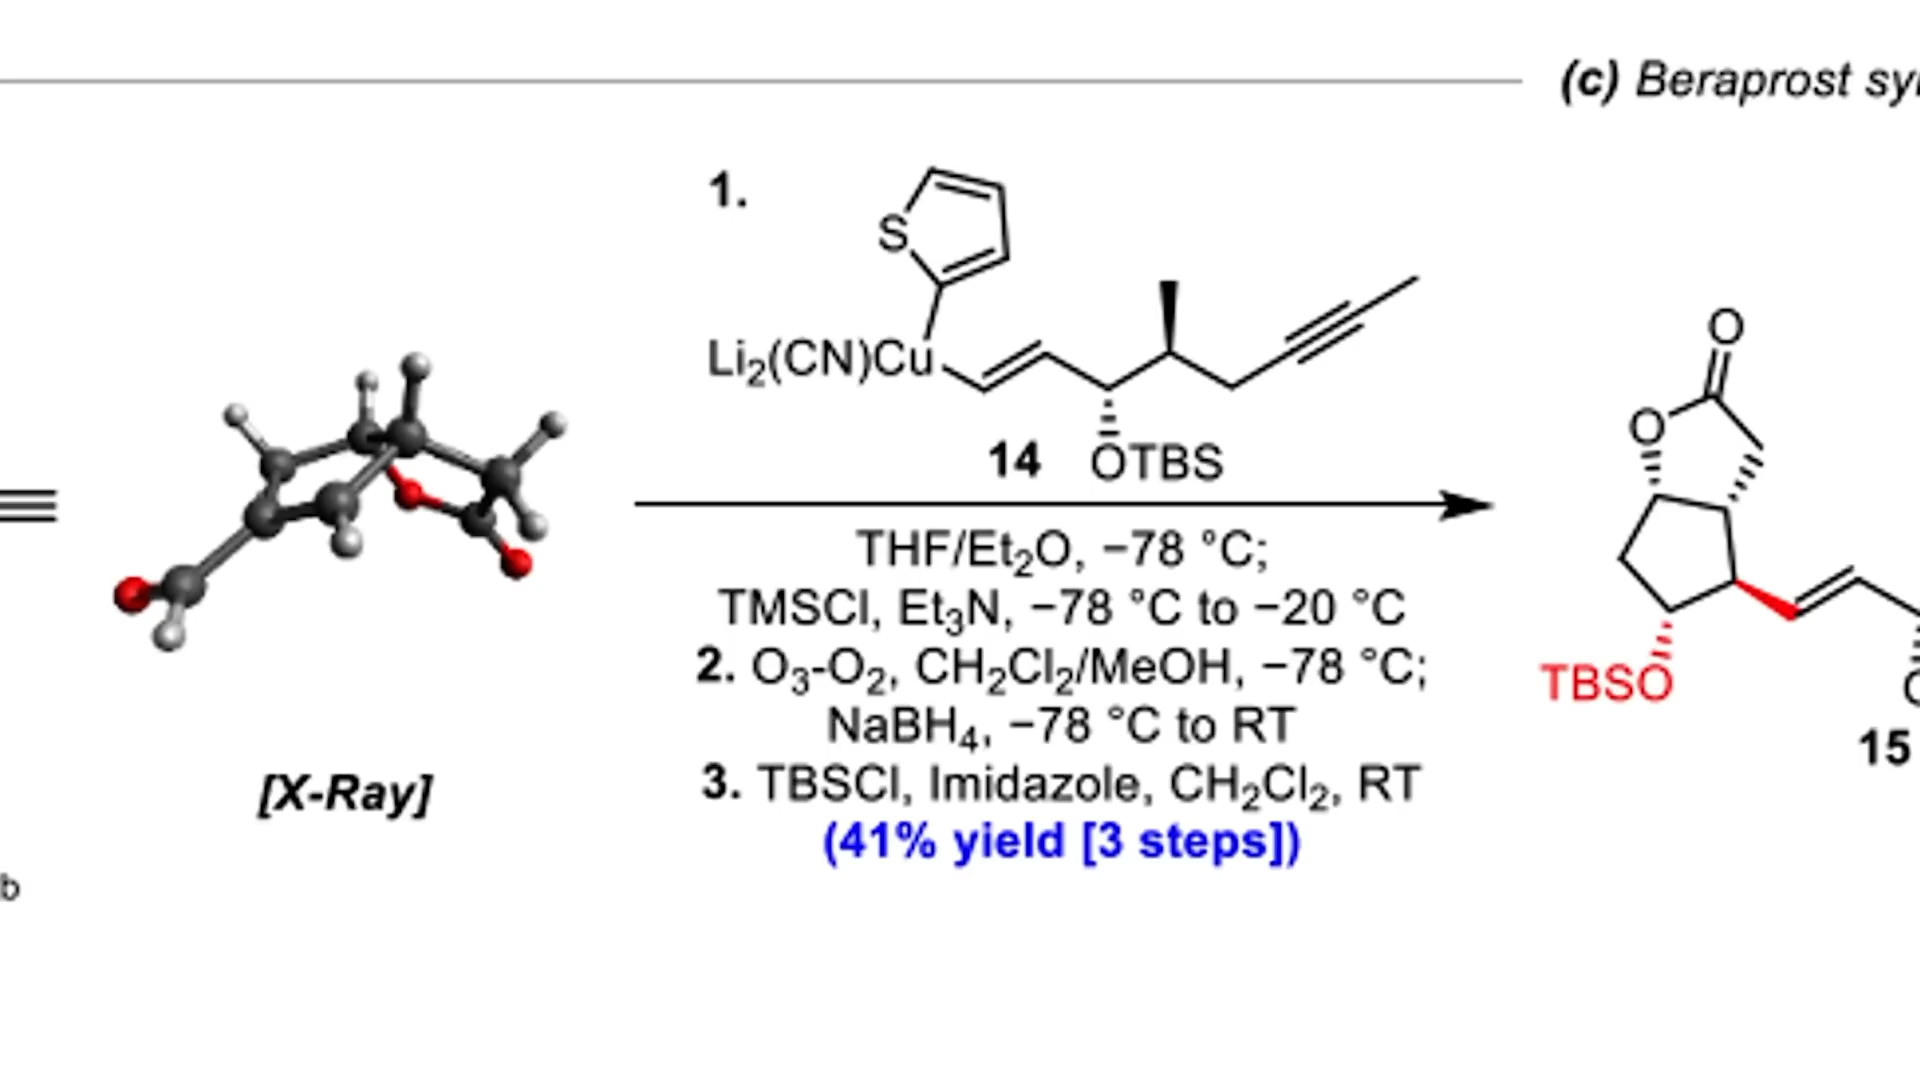 (c) Beraprost
1.
S
Li₂(CN)Cu
14 OTBS
THF/Et₂O, −78 °C;
TMSCl, Et₃N, −78 °C to −20 °C
2. O₃-O₂, CH₂Cl₂/MeOH, −78 °C;
NaBH₄, −78 °C to RT
3. TBSCl, Imidazole, CH₂Cl₂, RT
(41% yield [3 steps])
[X-Ray]
b
O
O
TBSO
15